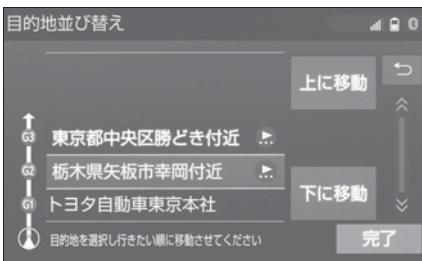 目的地並び替え
上に移動
G3 東京都中央区勝どき付近
G2 栃木県矢板市幸岡付近
G1 トヨタ自動車東京本社
下に移動
目的地を選択し行きたい順に移動させてください
完了